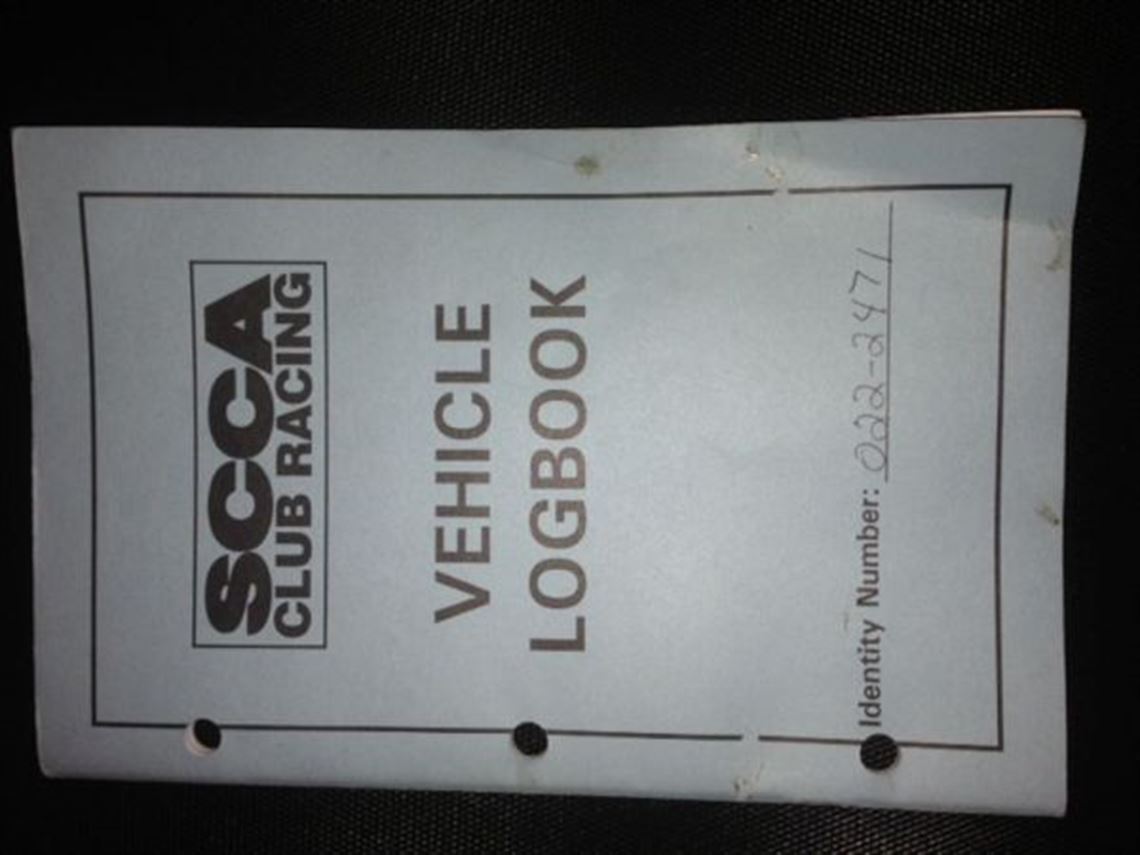 SCCA
CLUB RACING
VEHICLE
LOGBOOK
Identity Number: 022-2471